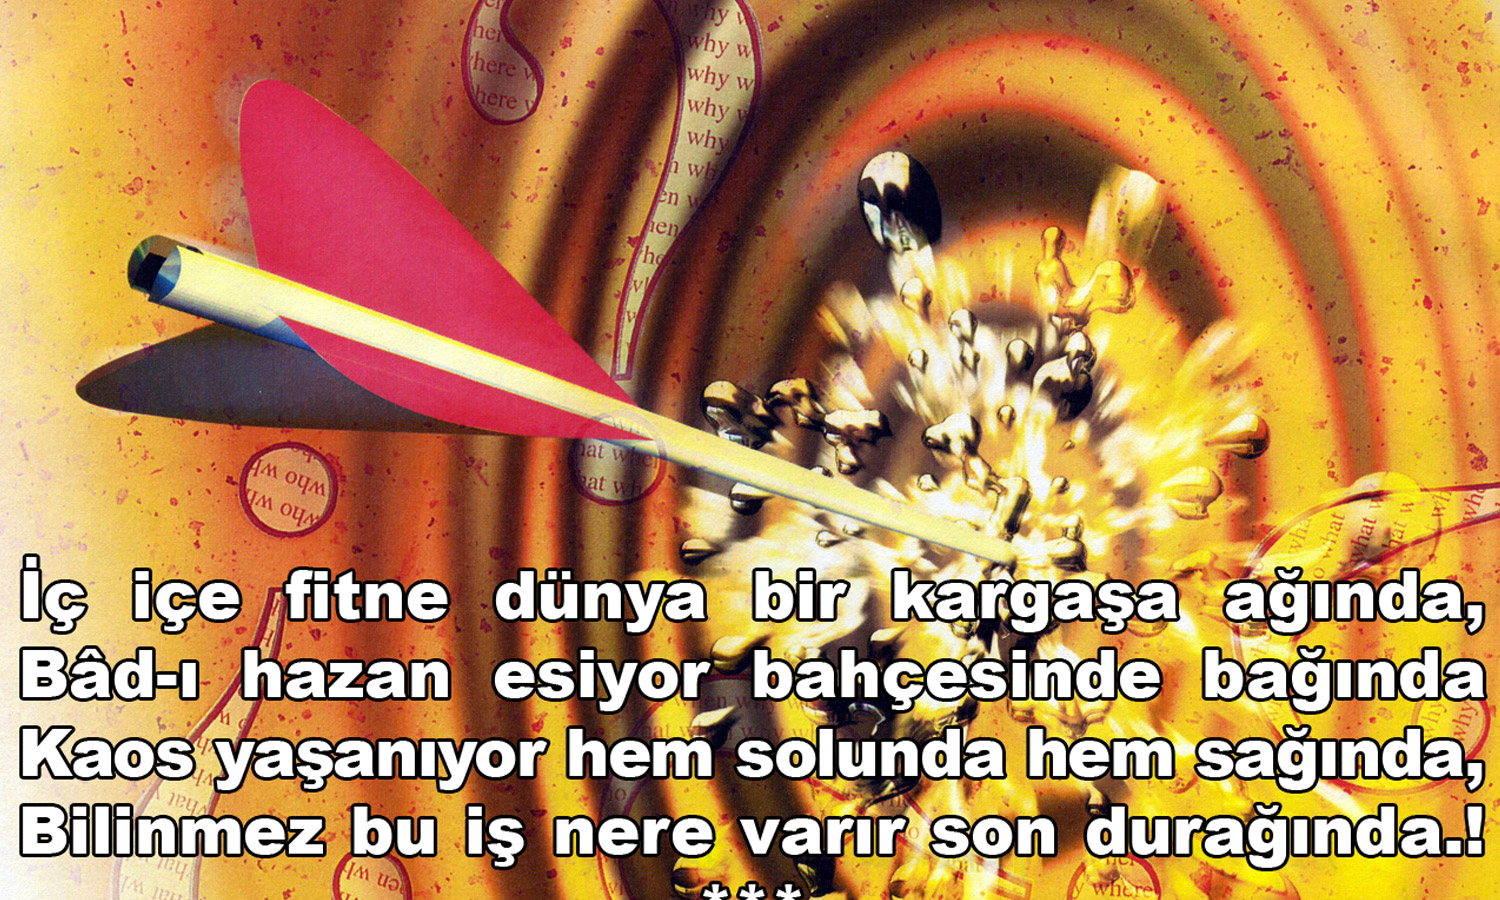 İç içe fitne dünya bir kargaşa ağında,
Bâd-ı hazan esiyor bahçesinde bağında
Kaos yaşanıyor hem solunda hem sağında,
Bilinmez bu iş nere varır son durağında.!
***